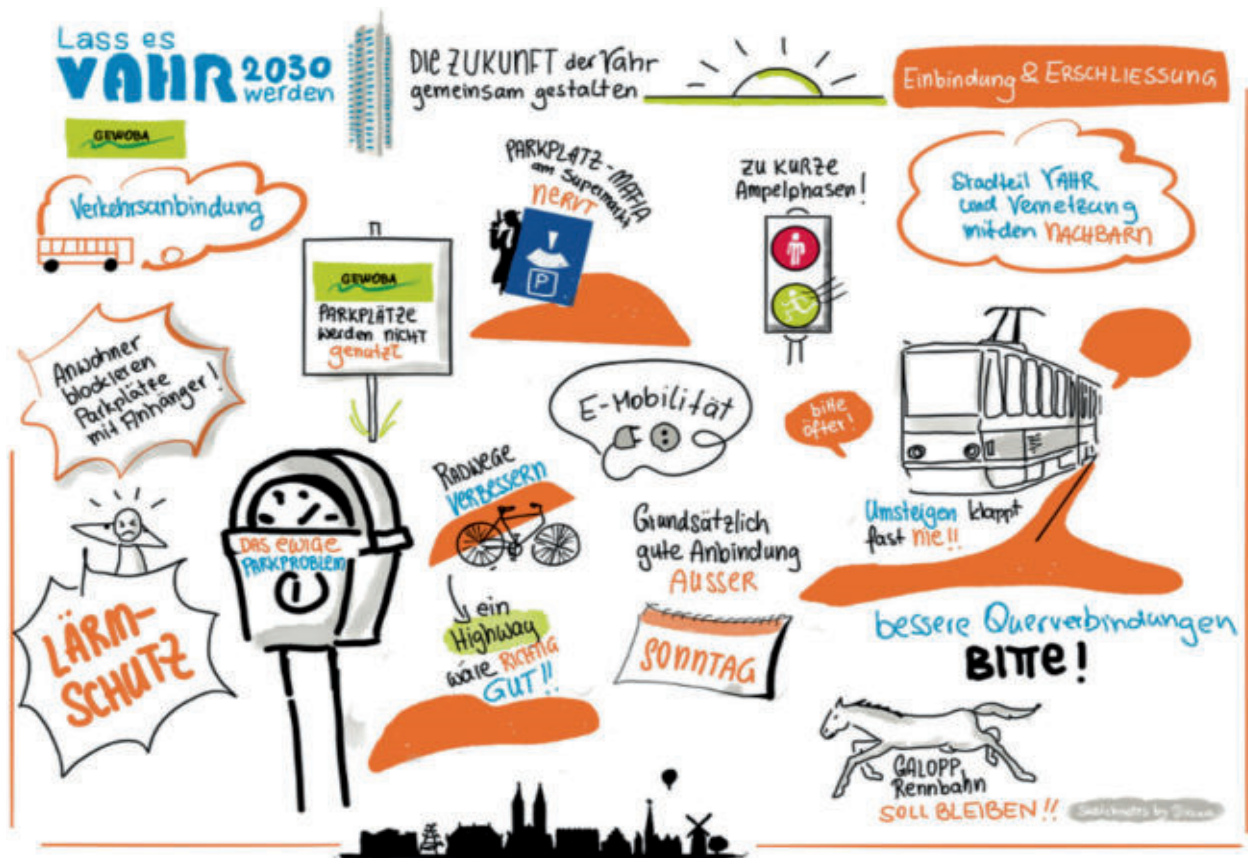 Lass es
VAHR 2030
werden
DIE ZUKUNFT der Vahr
gemeinsam gestalten
Einbindung & ERSCHLIESSUNG
GEWOBA
Verkehrsanbindung
PARKPLATZ-MAFIA
am Supermarkt
NERVT
P
ZU KURZE
Ampelphasen!
Stadtteil VAHR
und Vernetzung
mit den NACHBARN
GEWOBA
PARKPLÄTZE
werden NICHT
genutzt
Anwohner
blockieren
Parkplätze
mit Anhänger!
E-Mobilität
bitte
öfter!
RADWEGE
VERBESSERN
DAS EWIGE
PARKPROBLEM
Umsteigen klappt
fast NIE!!
Grundsätzlich
gute Anbindung
AUSSER
SONNTAG
LÄRM-
SCHUTZ
ein
Highway
wäre RICHTIG
GUT!!
bessere Querverbindungen
BITTE!
GALOPP
Rennbahn
SOLL BLEIBEN!!
Sketchnotes by